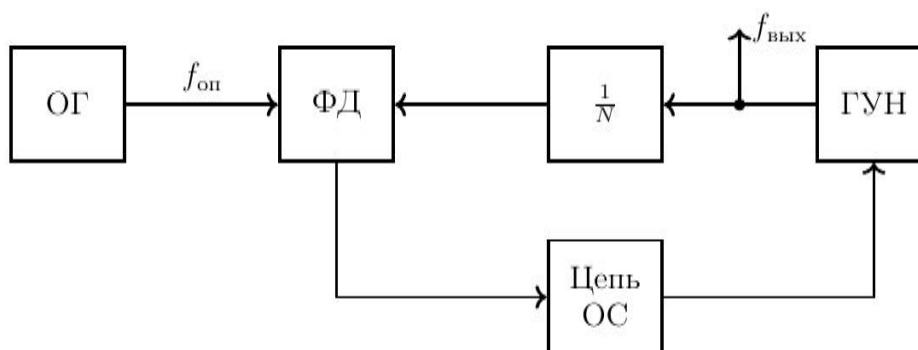 f_вых
f_оп
ОГ
ФД
1/N
ГУН
Цепь
ОС